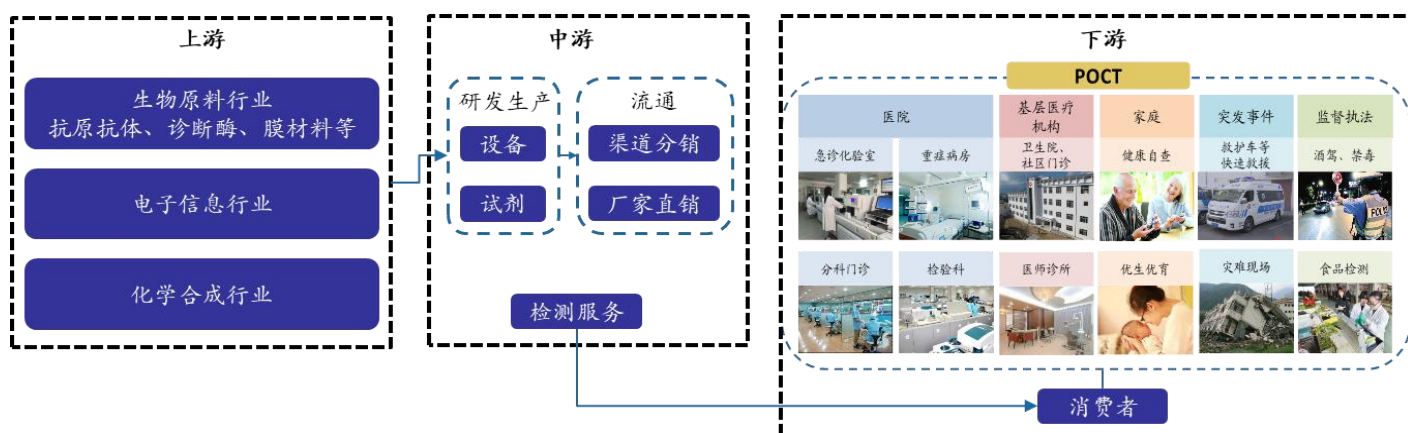 上游
生物原料行业
抗原抗体、诊断酶、膜材料等
电子信息行业
化学合成行业
中游
研发生产
设备
试剂
流通
渠道分销
厂家直销
检测服务
下游
POCT
医院
基层医疗
机构
家庭
突发事件
监督执法
急诊化验室
重症病房
卫生院、
社区门诊
健康自查
救护车等
快速救援
酒驾、禁毒
POLICE
分科门诊
检验科
医师诊所
优生优育
灾难现场
食品检测
消费者